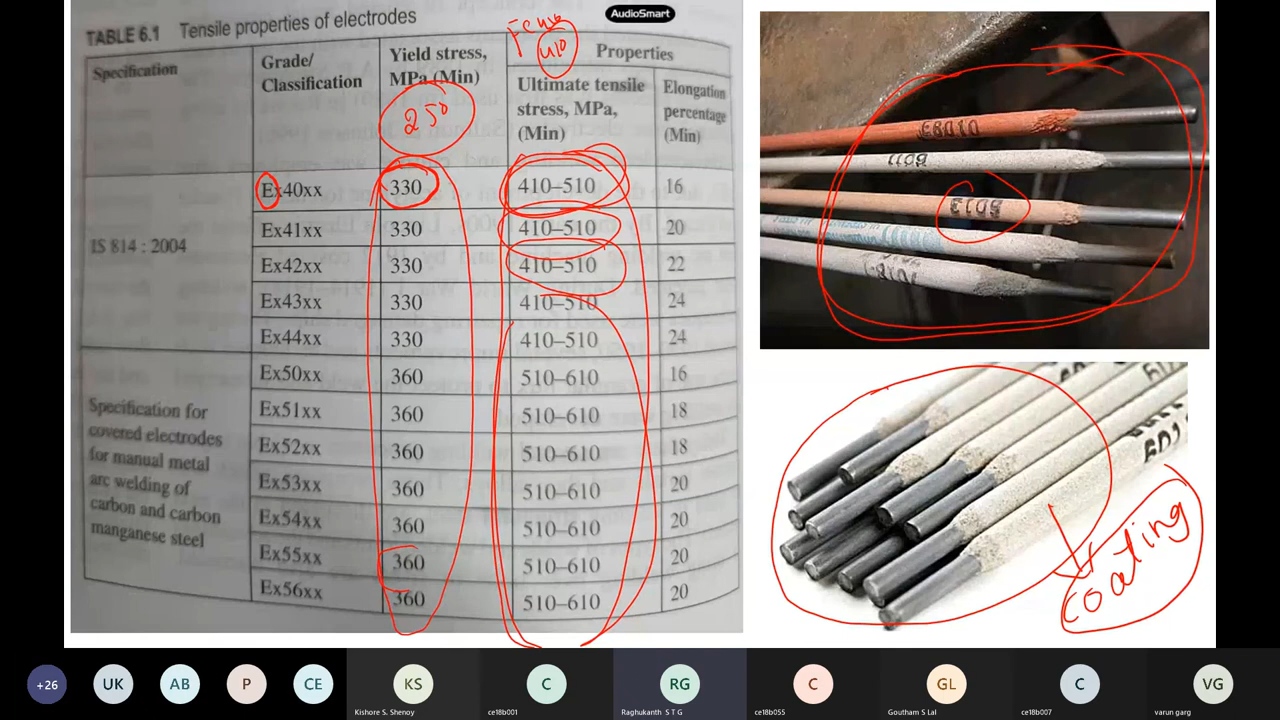 AudioSmart
TABLE 6.1 Tensile properties of electrodes
Specification
Grade/
Classification
Yield stress,
MPa (Min)
Properties
Ultimate tensile
stress, MPa,
(Min)
Elongation
percentage
(Min)
410
250
IS 814 : 2004
Specification for
covered electrodes
for manual metal
arc welding of
carbon and carbon
manganese steel
Ex40xx 330 410–510 16
Ex41xx 330 410–510 20
Ex42xx 330 410–510 22
Ex43xx 330 410–510 24
Ex44xx 330 410–510 24
Ex50xx 360 510–610 16
Ex51xx 360 510–610 18
Ex52xx 360 510–610 18
Ex53xx 360 510–610 20
Ex54xx 360 510–610 20
Ex55xx 360 510–610 20
Ex56xx 360 510–610 20
E8010
6011
6013
coating
+26
UK
AB
P
CE
KS
C
RG
C
GL
C
VG
Kishore S. Shenoy
ce18b001
Raghukanth S T G
ce18b055
Goutham S Lal
ce18b007
varun garg